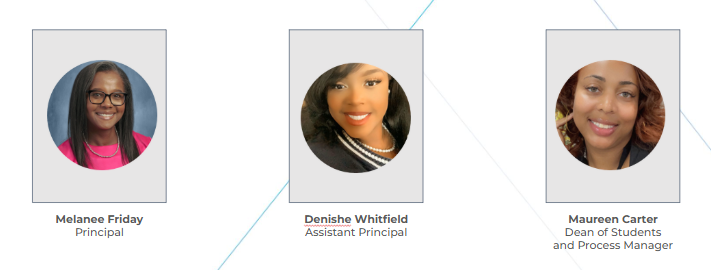 Melanee Friday
Principal
Denishe Whitfield
Assistant Principal
Maureen Carter
Dean of Students
and Process Manager